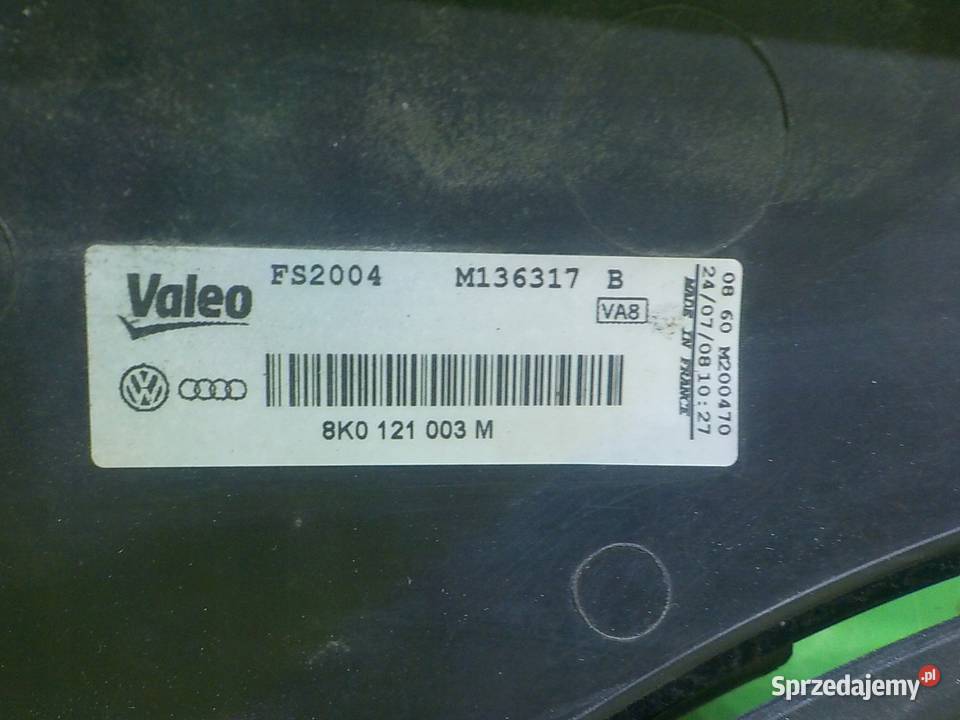 Valeo
FS2004 M136317 B
VA8
8K0 121 003 M
08 60 M200470
24/07/08 10:27
MADE IN FRANCE
Sprzedajemy.pl